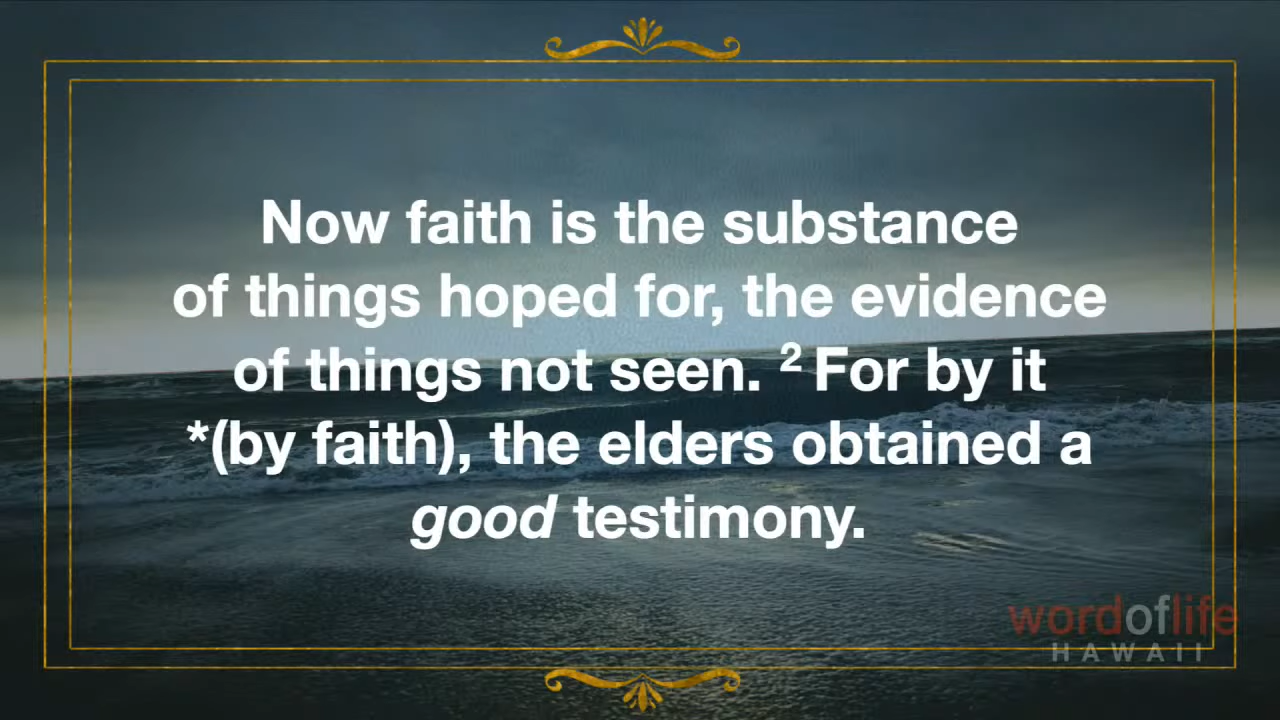 Now faith is the substance
of things hoped for, the evidence
of things not seen. ² For by it
*(by faith), the elders obtained a
good testimony.
wordoflife
HAWAII